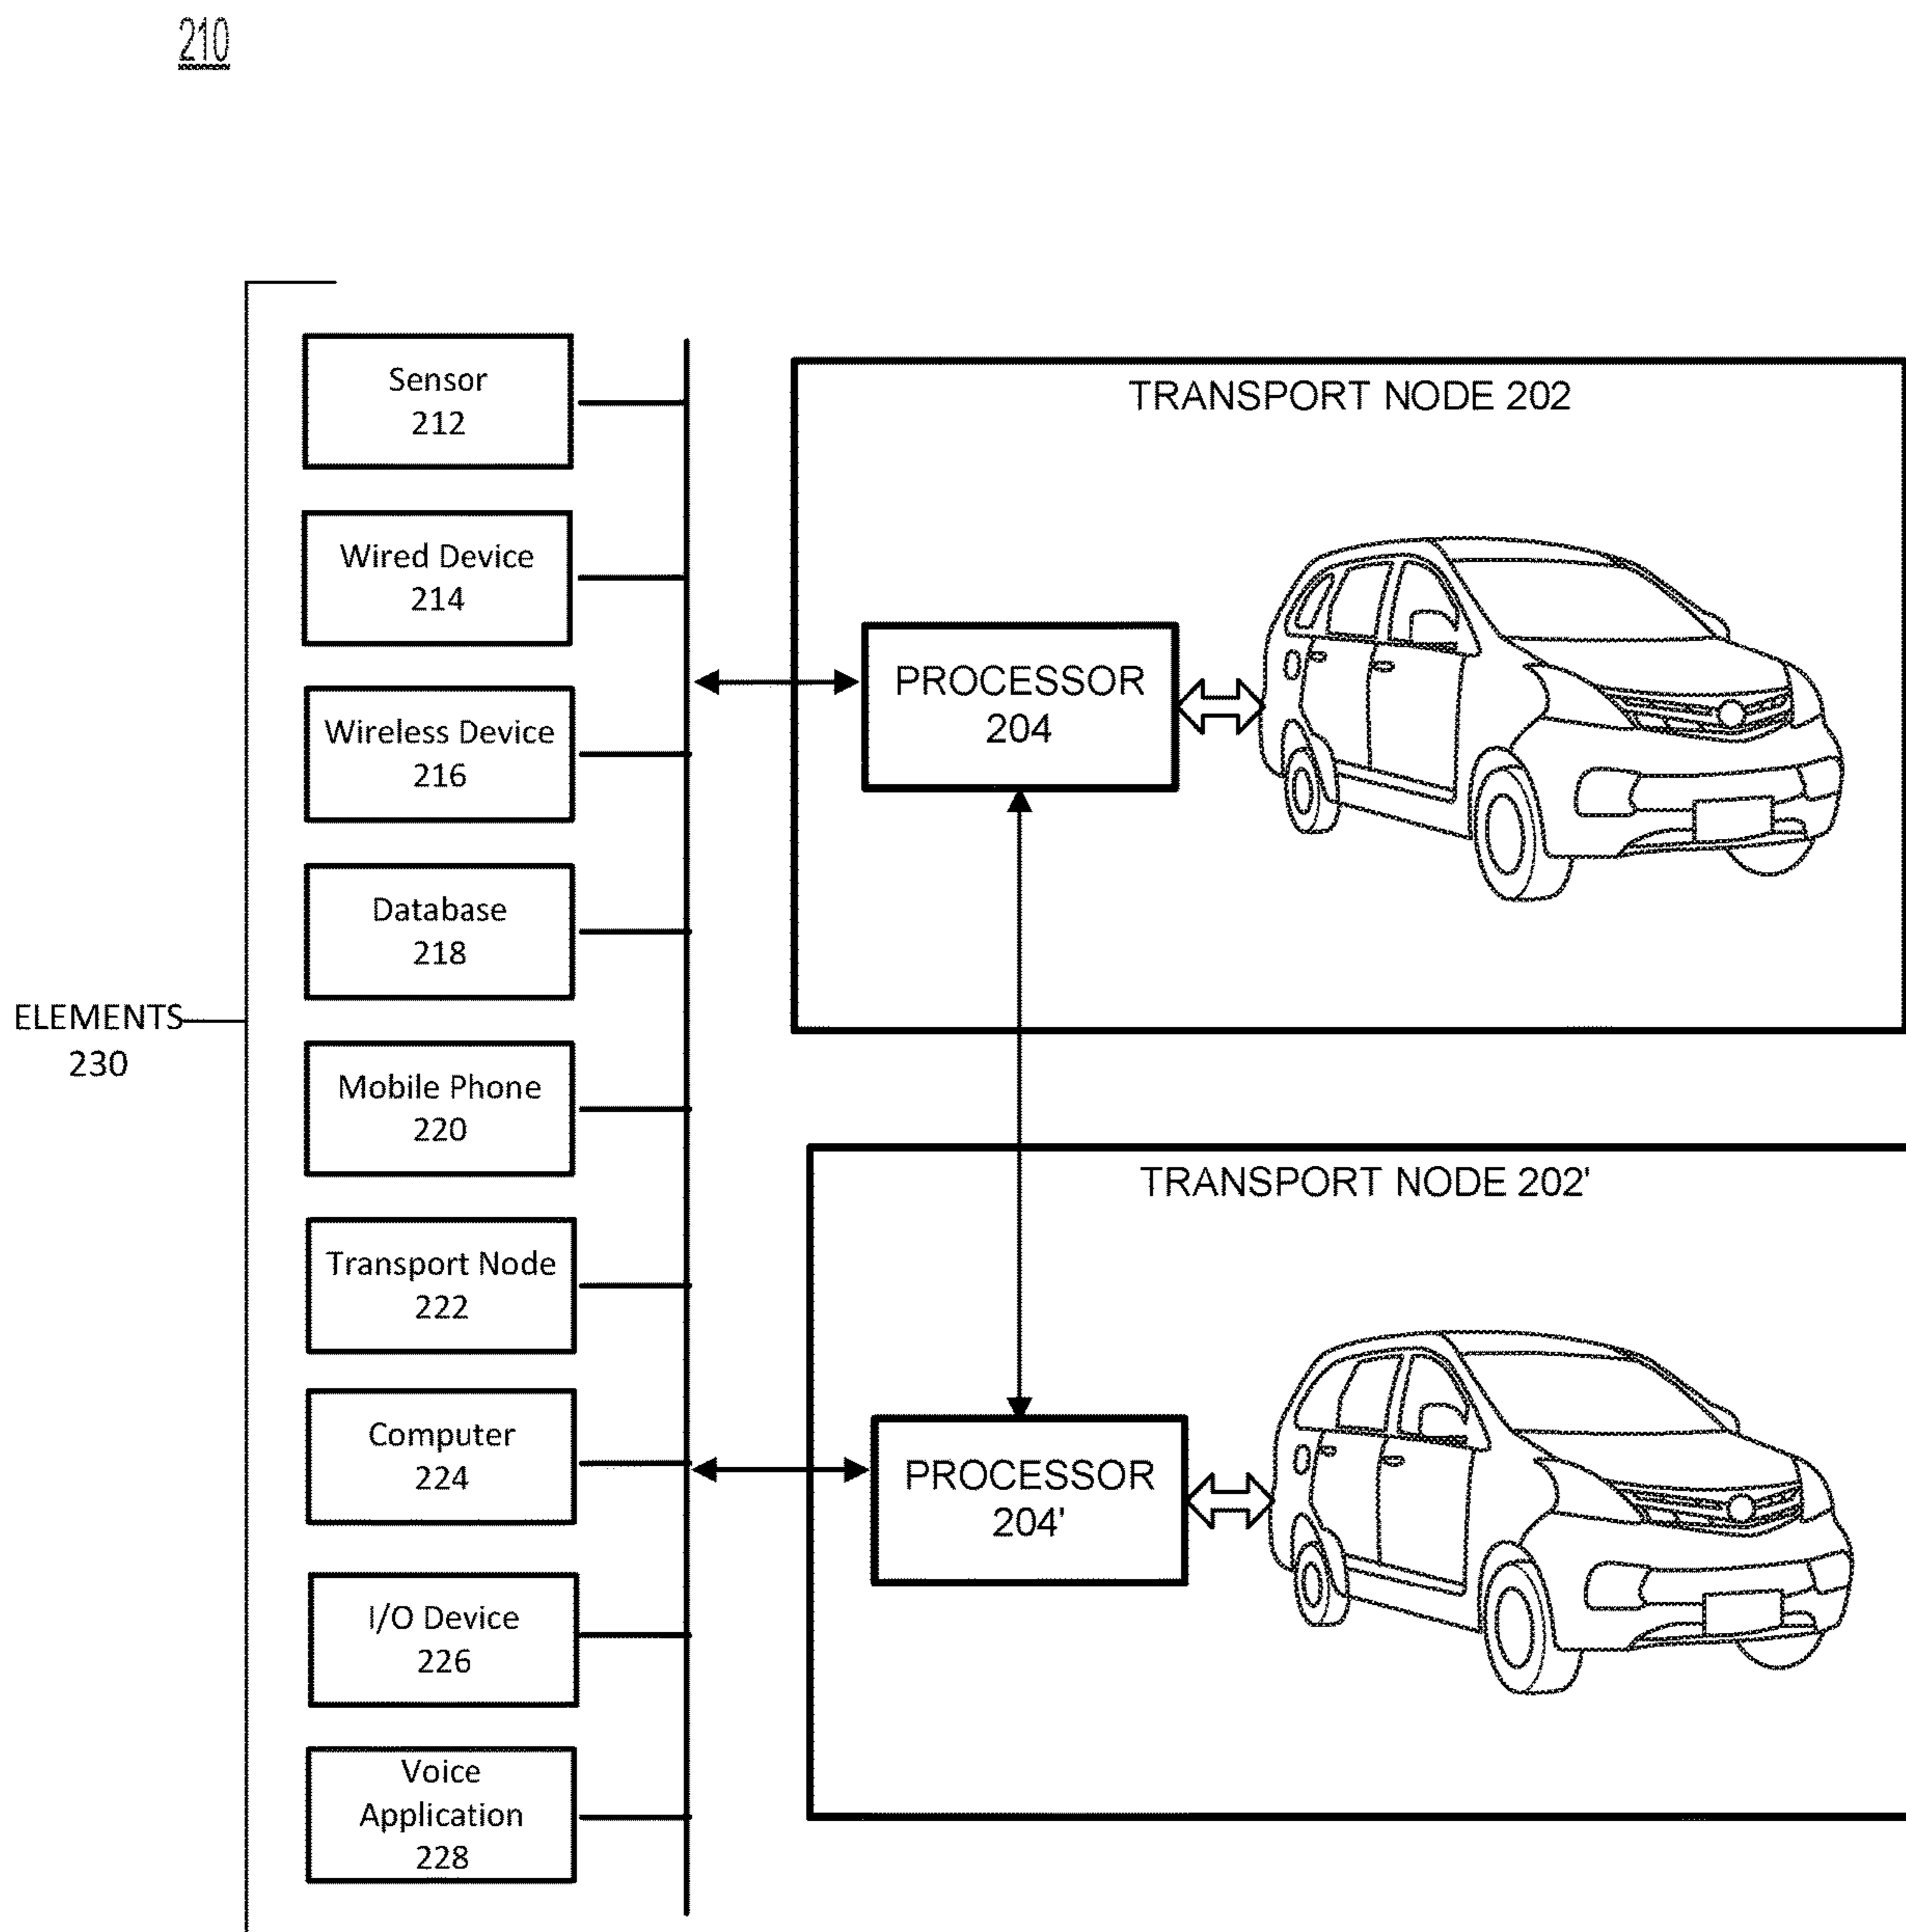 210
Sensor
212
Wired Device
214
Wireless Device
216
Database
218
ELEMENTS
230
Mobile Phone
220
Transport Node
222
Computer
224
I/O Device
226
Voice
Application
228
TRANSPORT NODE 202
PROCESSOR
204
TRANSPORT NODE 202'
PROCESSOR
204'